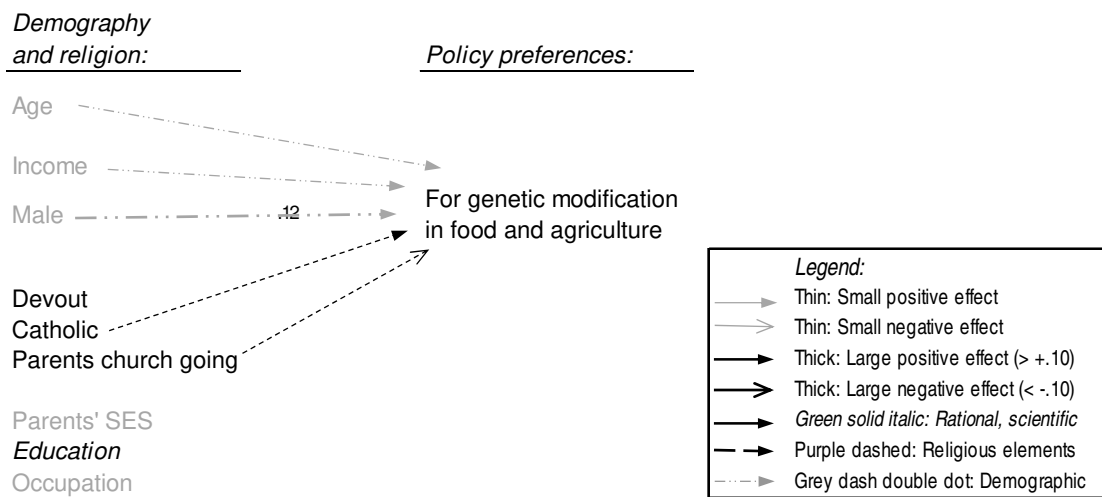 Demography
and religion:
Policy preferences:
Age
Income
Male
.12
For genetic modification
in food and agriculture
Devout
Catholic
Parents church going
Parents' SES
Education
Occupation
Legend:
Thin: Small positive effect
Thin: Small negative effect
Thick: Large positive effect (> +.10)
Thick: Large negative effect (< -.10)
Green solid italic: Rational, scientific
Purple dashed: Religious elements
Grey dash double dot: Demographic